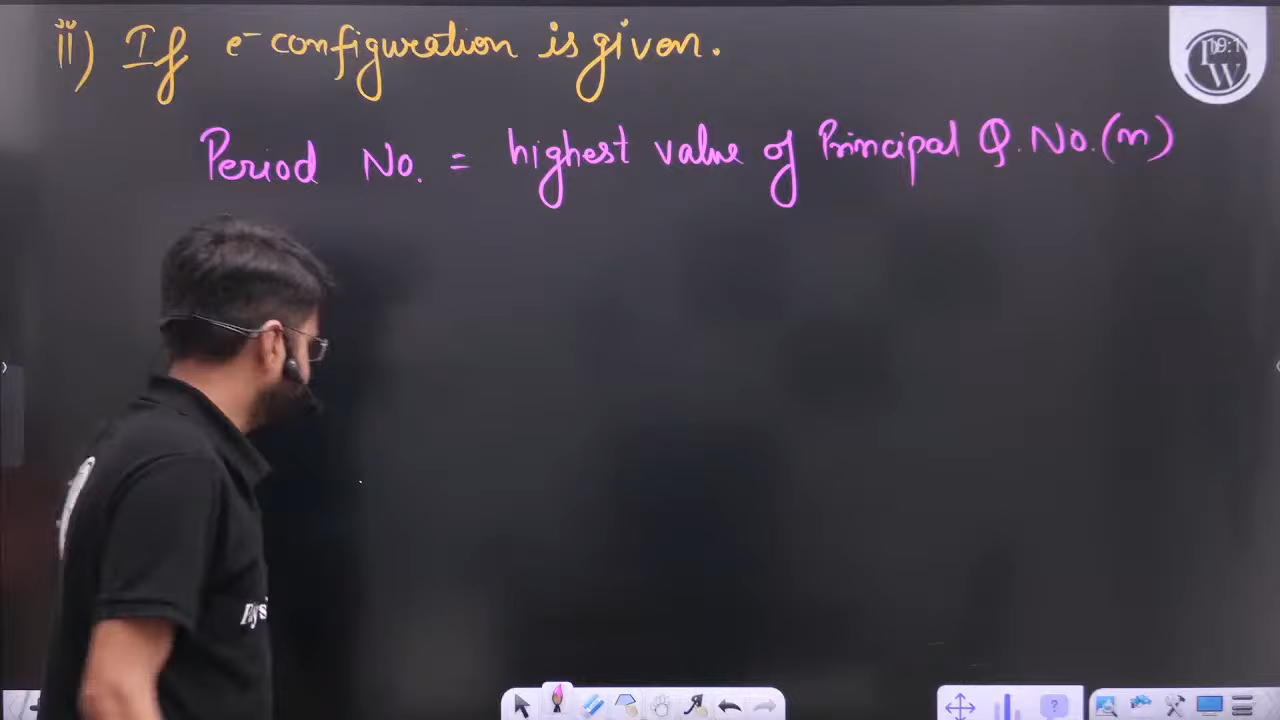 ii) If e- configuration is given.
Period No. = highest value of Principal Q. No. (n)